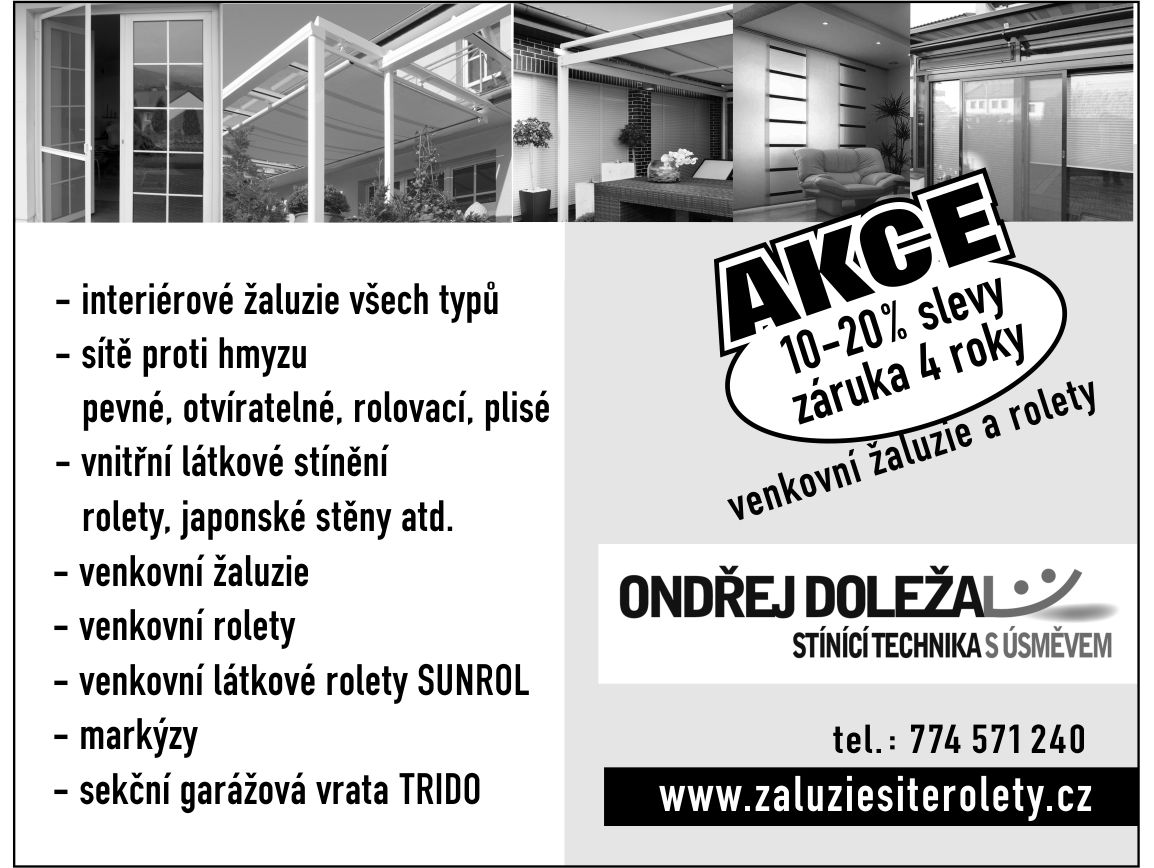 - interiérové žaluzie všech typů
- sítě proti hmyzu
pevné, otvíratelné, rolovací, plisé
- vnitřní látkové stínění
rolety, japonské stěny atd.
- venkovní žaluzie
- venkovní rolety
- venkovní látkové rolety SUNROL
- markýzy
- sekční garážová vrata TRIDO
AKCE
10-20% slevy
záruka 4 roky
venkovní žaluzie a rolety
ONDŘEJ DOLEŽAL
STÍNÍCÍ TECHNIKA S ÚSMĚVEM
tel.: 774 571 240
www.zaluziesiterolety.cz